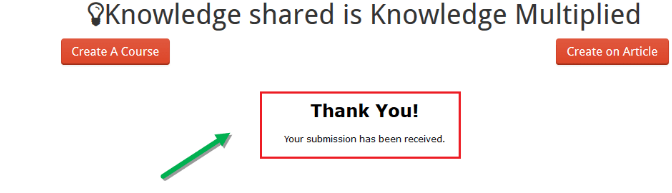 Knowledge shared is Knowledge Multiplied
Create A Course
Create on Article
Thank You!
Your submission has been received.